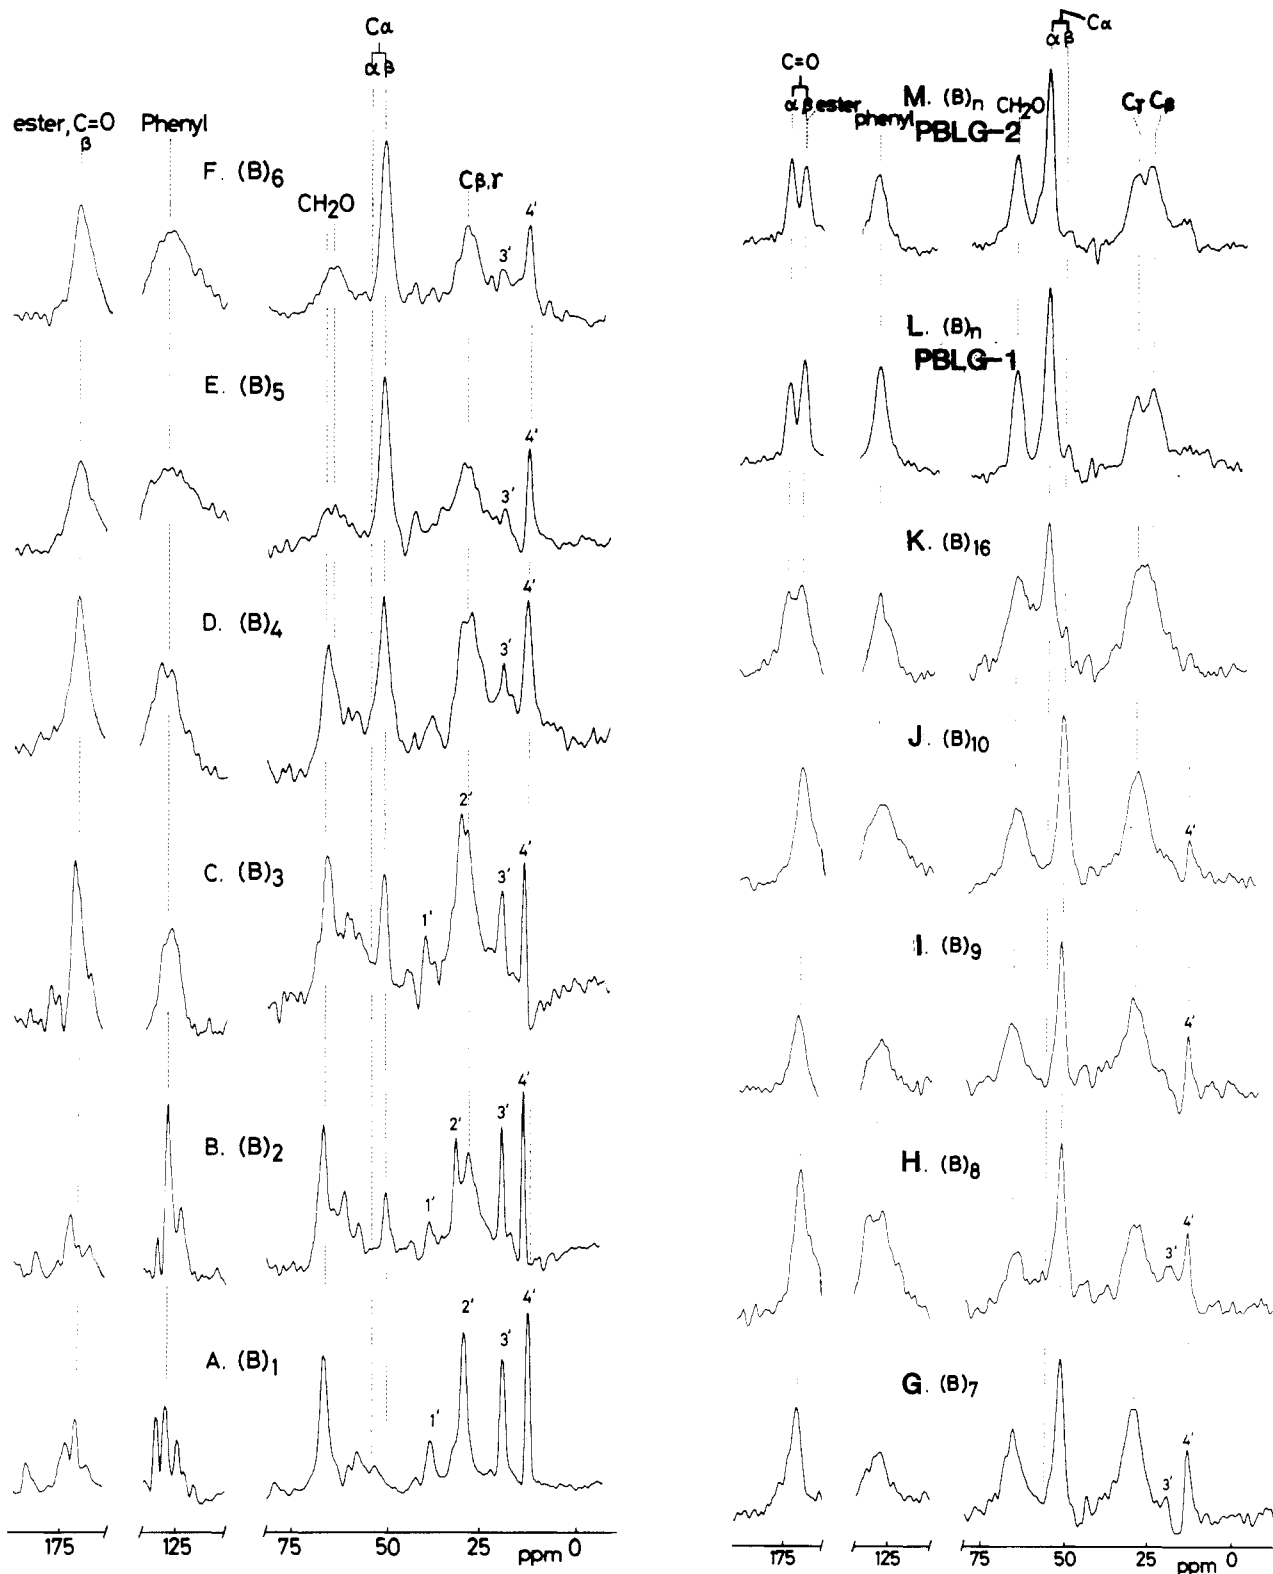 Cα
α β
ester, C=O
β
Phenyl
F. (B)6
CH2O
Cβ,γ
3'
4'
E. (B)5
3'
4'
D. (B)4
3'
4'
C. (B)3
1'
2'
3'
4'
B. (B)2
1'
2'
3'
4'
A. (B)1
1'
2'
3'
4'
175
125
75
50
25
ppm
0
Cα
α β
C=O
α β ester
phenyl
M. (B)n
PBLG-2
CH2O
Cγ Cβ
L. (B)n
PBLG-1
K. (B)16
J. (B)10
4'
I. (B)9
4'
H. (B)8
3'
4'
G. (B)7
3'
4'
175
125
75
50
25
ppm
0